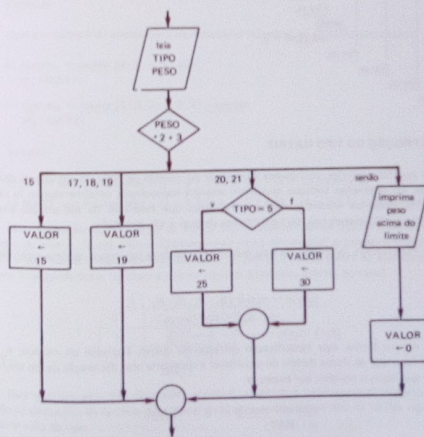 leia
TIPO
PESO
PESO
* 2 + 3
15
17, 18, 19
20, 21
senão
VALOR
←
15
VALOR
←
19
TIPO = 5
v
f
VALOR
←
25
VALOR
←
30
imprima
peso
acima do
limite
VALOR
← 0